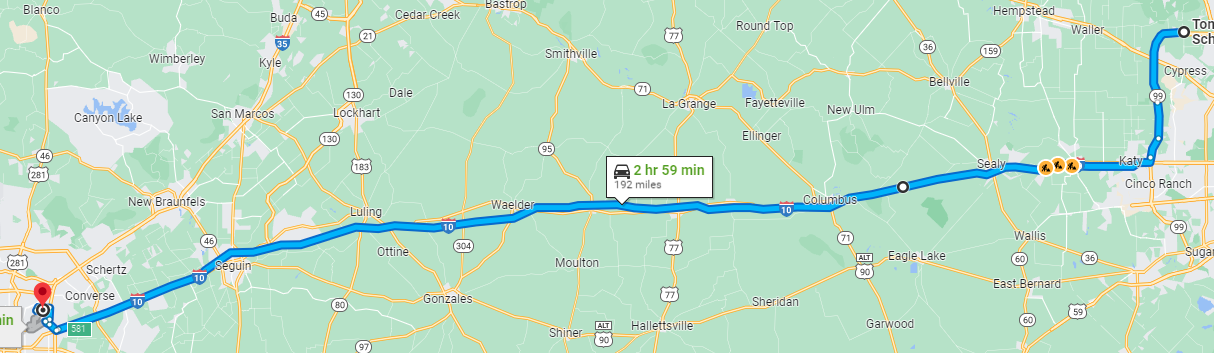 Blanco
Buda
45
Cedar Creek
Bastrop
21
35
Kyle
Wimberley
Smithville
77
Round Top
Hempstead
Waller
36
159
Tom
Sch
Cypress
Bellville
71
La Grange
Fayetteville
New Ulm
99
130
Dale
Lockhart
San Marcos
Canyon Lake
130
Ellinger
46
281
183
95
2 hr 59 min
192 miles
Sealy
Katy
Cinco Ranch
New Braunfels
Luling
Waelder
10
304
10
Columbus
46
Ottine
71
Wallis
99
281
Schertz
Seguin
10
Moulton
77
ALT
90
Eagle Lake
60
36
Sugar
Converse
10
80
Gonzales
77
Sheridan
East Bernard
in
581
97
Shiner
ALT
90
Hallettsville
Garwood
60
59